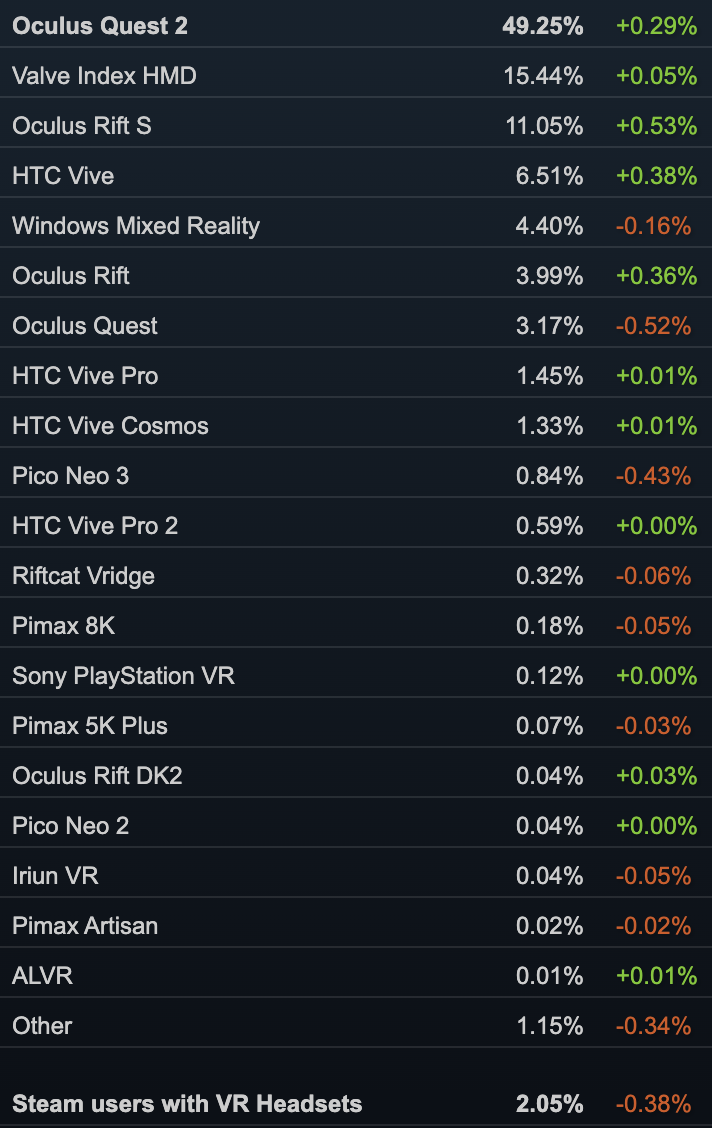 Oculus Quest 2 49.25% +0.29%
Valve Index HMD 15.44% +0.05%
Oculus Rift S 11.05% +0.53%
HTC Vive 6.51% +0.38%
Windows Mixed Reality 4.40% -0.16%
Oculus Rift 3.99% +0.36%
Oculus Quest 3.17% -0.52%
HTC Vive Pro 1.45% +0.01%
HTC Vive Cosmos 1.33% +0.01%
Pico Neo 3 0.84% -0.43%
HTC Vive Pro 2 0.59% +0.00%
Riftcat Vridge 0.32% -0.06%
Pimax 8K 0.18% -0.05%
Sony PlayStation VR 0.12% +0.00%
Pimax 5K Plus 0.07% -0.03%
Oculus Rift DK2 0.04% +0.03%
Pico Neo 2 0.04% +0.00%
Iriun VR 0.04% -0.05%
Pimax Artisan 0.02% -0.02%
ALVR 0.01% +0.01%
Other 1.15% -0.34%
Steam users with VR Headsets 2.05% -0.38%